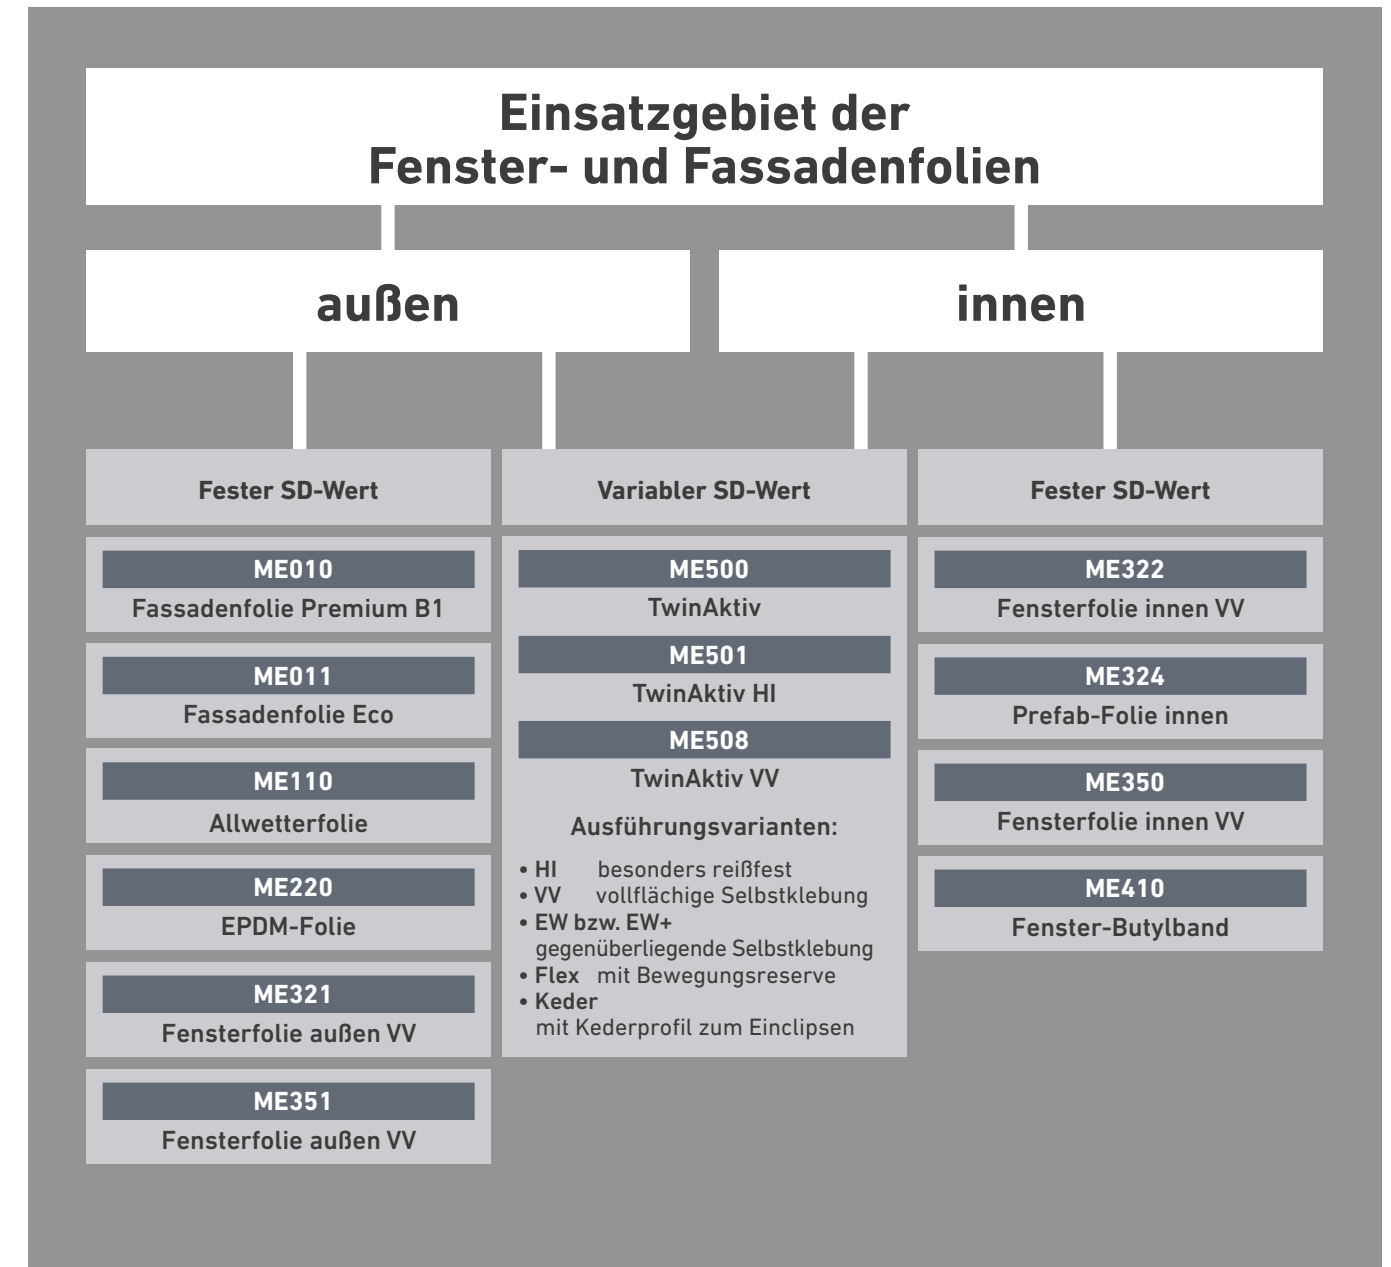 Einsatzgebiet der
Fenster- und Fassadenfolien
außen
innen
Fester SD-Wert
ME010
Fassadenfolie Premium B1
ME011
Fassadenfolie Eco
ME110
Allwetterfolie
ME220
EPDM-Folie
ME321
Fensterfolie außen VV
ME351
Fensterfolie außen VV
Variabler SD-Wert
ME500
TwinAktiv
ME501
TwinAktiv HI
ME508
TwinAktiv VV
Ausführungsvarianten:
• HI besonders reißfest
• VV vollflächige Selbstklebung
• EW bzw. EW+
gegenüberliegende Selbstklebung
• Flex mit Bewegungsreserve
• Keder
mit Kederprofil zum Einclipsen
Fester SD-Wert
ME322
Fensterfolie innen VV
ME324
Prefab-Folie innen
ME350
Fensterfolie innen VV
ME410
Fenster-Butylband